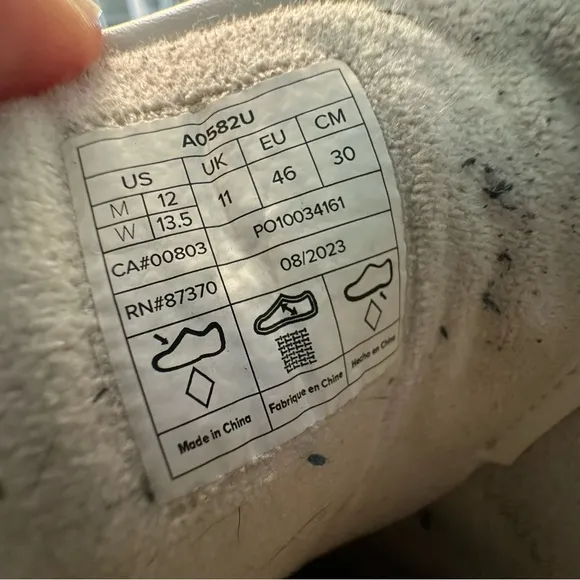 A0582U
US UK EU CM
M 12 11 46 30
W 13.5
CA#00803 PO10034161
RN#87370 08/2023
Made in China Fabrique en Chine Hecho en China